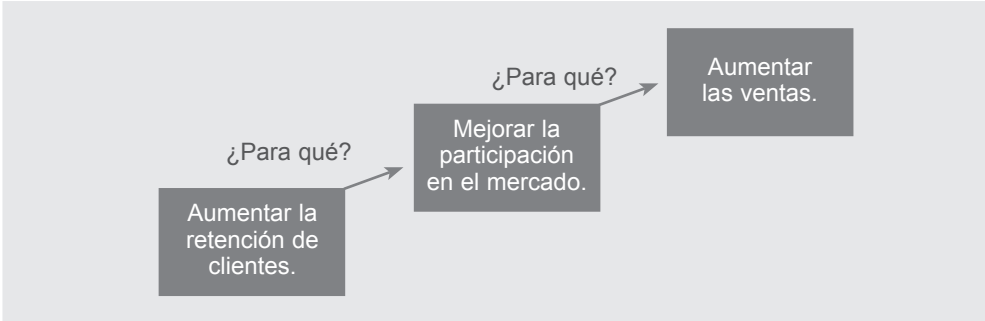 ¿Para qué?
Aumentar
las ventas.
¿Para qué?
Mejorar la
participación
en el mercado.
Aumentar la
retención de
clientes.